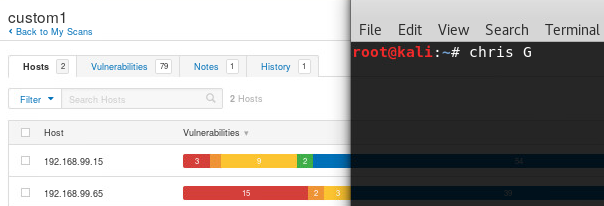 custom1
Back to My Scans
Hosts 2 Vulnerabilities 79 Notes 1 History 1
Filter Search Hosts 2 Hosts
Host Vulnerabilities
192.168.99.15 3 9 2 54
192.168.99.65 15 2 3 39
File Edit View Search Terminal
root@kali:~# chris G